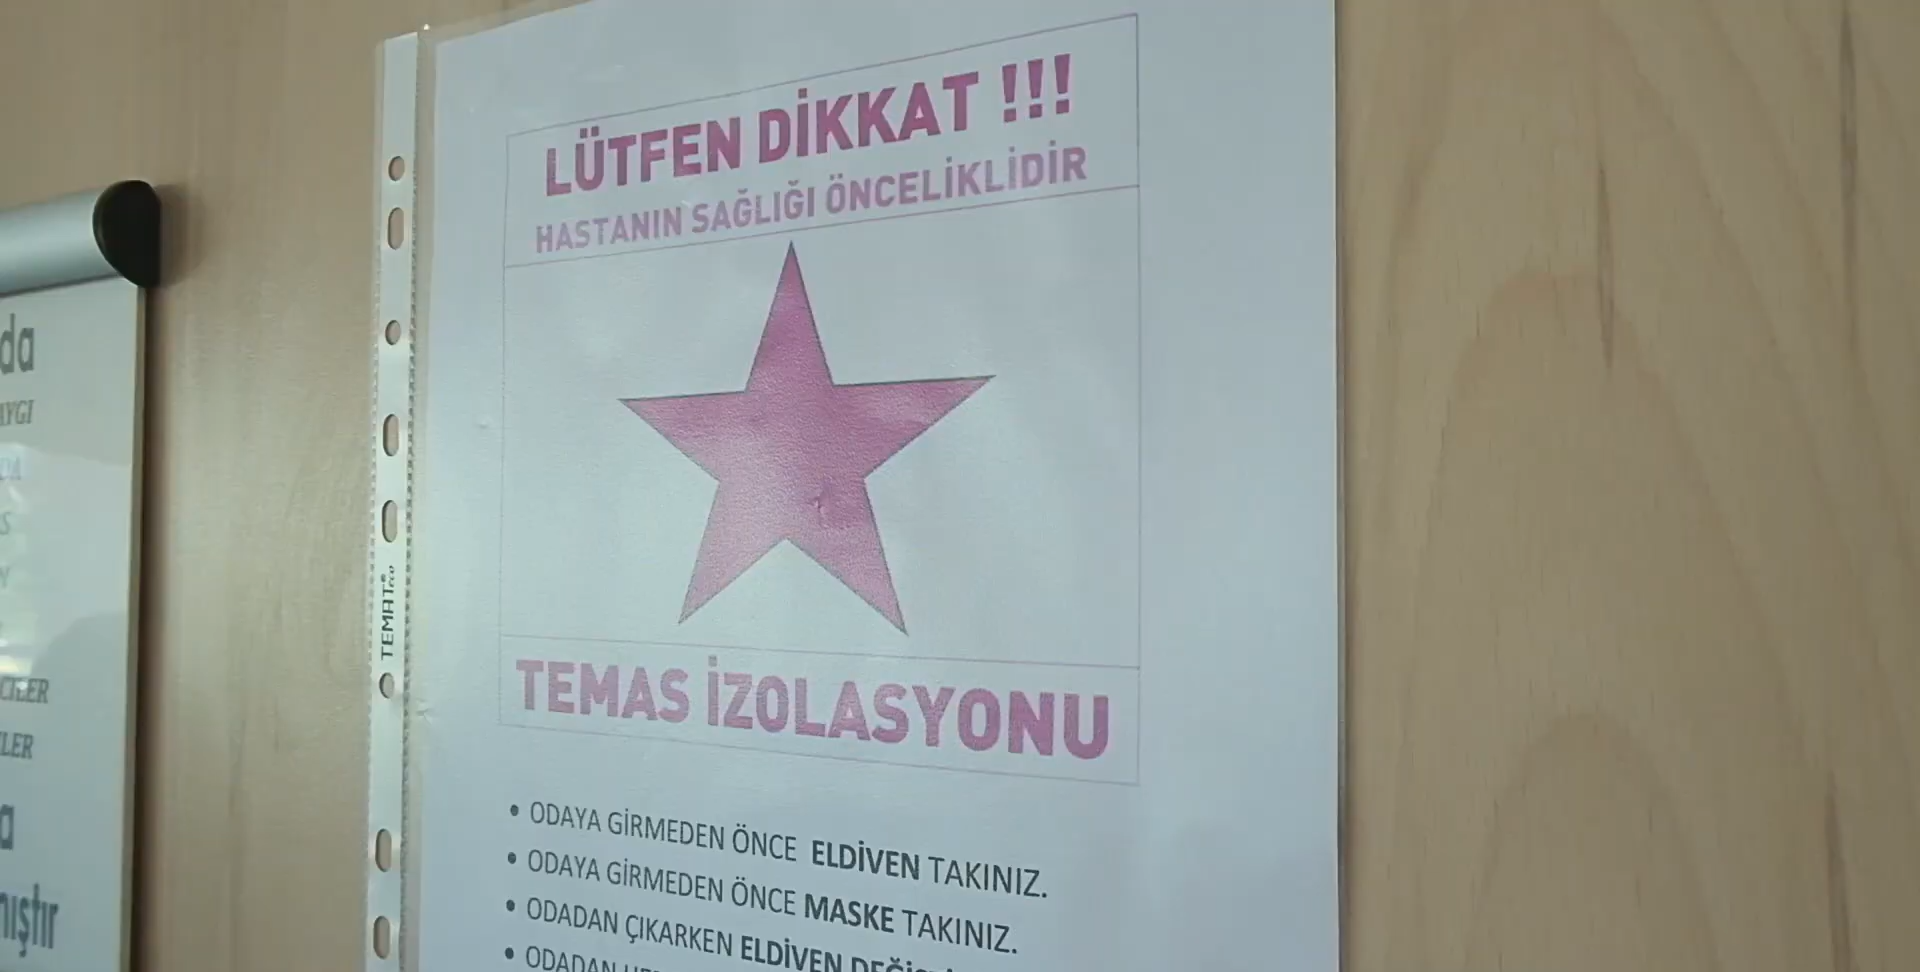 LÜTFEN DİKKAT !!!
HASTANIN SAĞLIĞI ÖNCELİKLİDİR
TEMAS İZOLASYONU
• ODAYA GİRMEDEN ÖNCE ELDİVEN TAKINIZ.
• ODAYA GİRMEDEN ÖNCE MASKE TAKINIZ.
• ODADAN ÇIKARKEN ELDİVEN
• ODADAN
TEMAT® eco